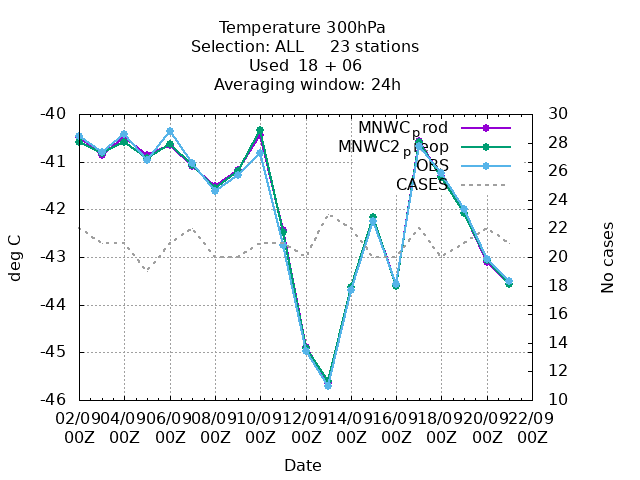 Temperature 300hPa
Selection: ALL 23 stations
Used 18 + 06
Averaging window: 24h
-40
-41
-42
-43
-44
-45
-46
deg C
30
28
26
24
22
20
18
16
14
12
10
No cases
MNWCprod
MNWC2preop
OBS
CASES
02/09 04/09 06/09 08/09 10/09 12/09 14/09 16/09 18/09 20/09 22/09
00Z 00Z 00Z 00Z 00Z 00Z 00Z 00Z 00Z 00Z 00Z
Date